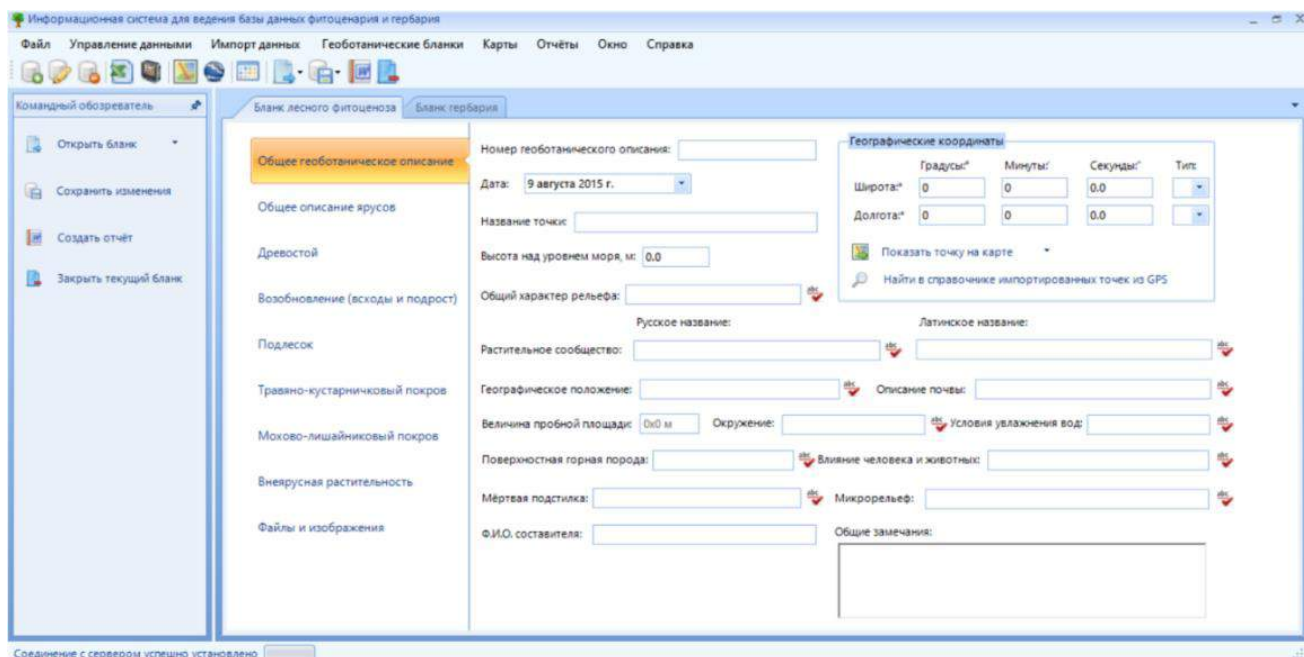 Информационная система для ведения базы данных фитоценария и гербария
Файл Управление данными Импорт данных Геоботанические бланки Карты Отчёты Окно Справка
Командный обозреватель
Открыть бланк
Сохранить изменения
Создать отчёт
Закрыть текущий бланк
Бланк лесного фитоценоза Бланк гербария
Общее геоботаническое описание
Общее описание ярусов
Древостой
Возобновление (всходы и подрост)
Подлесок
Травяно-кустарничковый покров
Мохово-лишайниковый покров
Внеярусная растительность
Файлы и изображения
Номер геоботанического описания:
Дата: 9 августа 2015 г.
Название точки:
Высота над уровнем моря, м: 0.0
Общий характер рельефа:
Географические координаты
Градусы:* Минуты: Секунды:* Тип:
Широта:* 0 0 0.0
Долгота:* 0 0 0.0
Показать точку на карте
Найти в справочнике импортированных точек из GPS
Русское название: Латинское название:
Растительное сообщество:
Географическое положение: Описание почвы:
Величина пробной площади: 0x0 м Окружение: Условия увлажнения вод:
Поверхностная горная порода: Влияние человека и животных:
Мёртвая подстилка: Микрорельеф:
Ф.И.О. составителя: Общие замечания:
Соединение с сервером успешно установлено